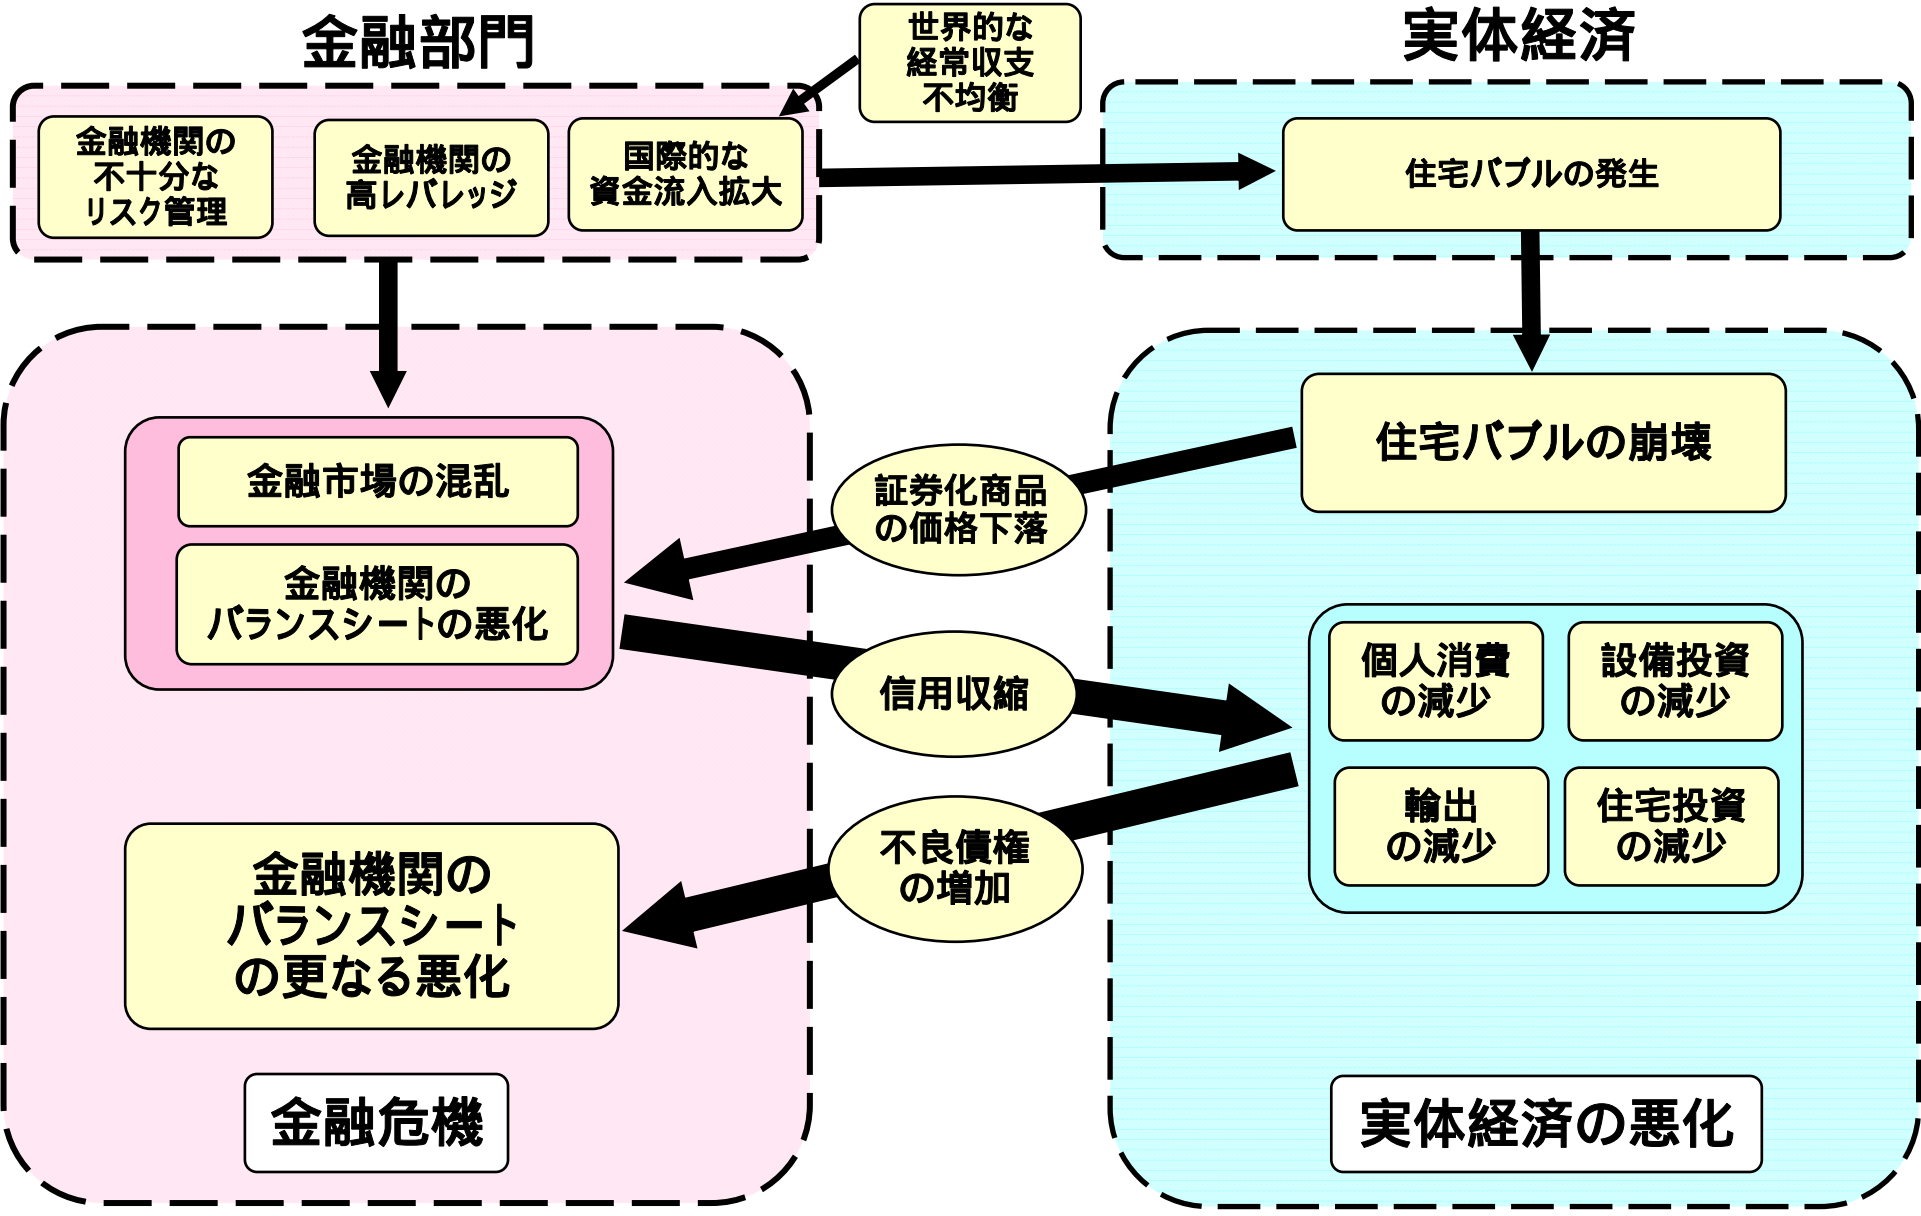 金融部門
実体経済
世界的な
経常収支
不均衡
金融機関の
不十分な
リスク管理
金融機関の
高レバレッジ
国際的な
資金流入拡大
住宅バブルの発生
住宅バブルの崩壊
証券化商品
の価格下落
金融市場の混乱
金融機関の
バランスシートの悪化
信用収縮
個人消費
の減少
設備投資
の減少
輸出
の減少
住宅投資
の減少
不良債権
の増加
金融機関の
バランスシート
の更なる悪化
金融危機
実体経済の悪化